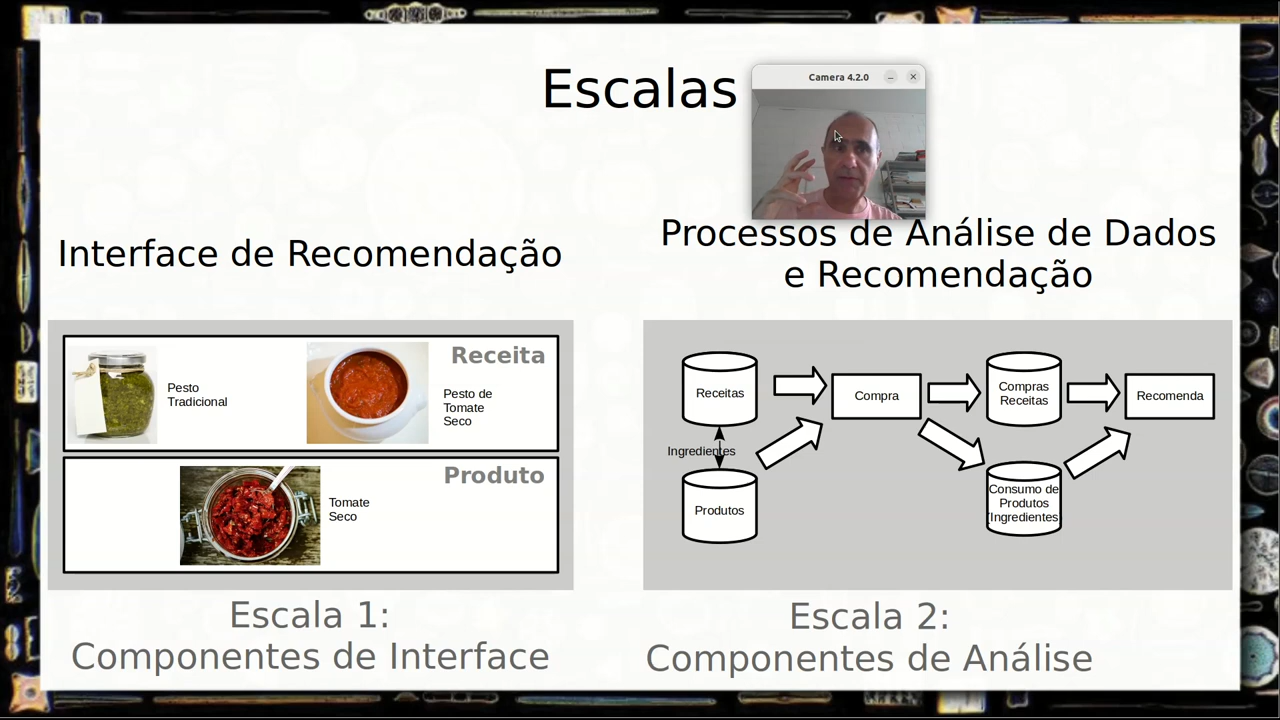 Escalas
Camera 4.2.0
Interface de Recomendação
Processos de Análise de Dados
e Recomendação
Receita
Pesto
Tradicional
Pesto de
Tomate
Seco
Produto
Tomate
Seco
Receitas
Compra
Compras
Receitas
Recomenda
Ingredientes
Produtos
Consumo de
Produtos
(Ingredientes
Escala 1:
Componentes de Interface
Escala 2:
Componentes de Análise